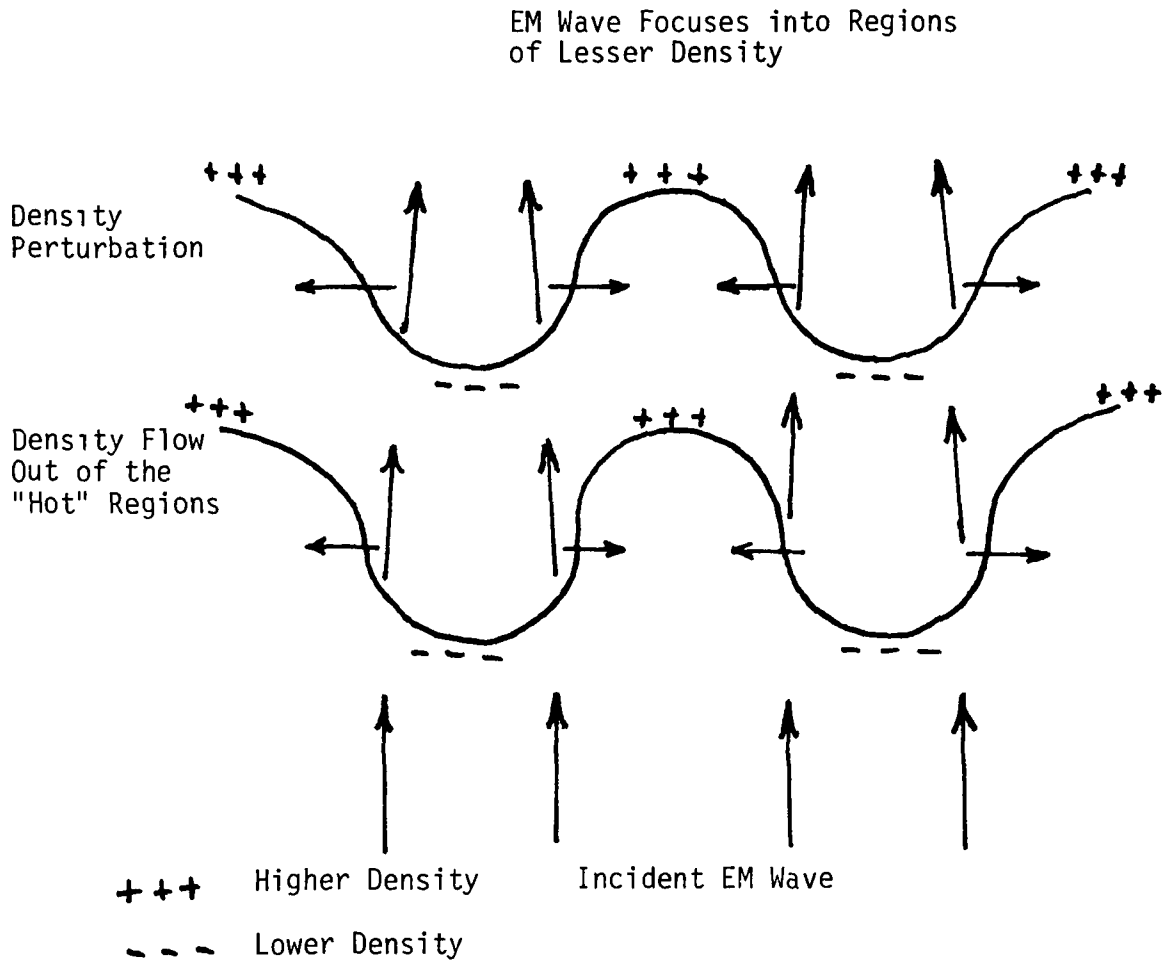 EM Wave Focuses into Regions
of Lesser Density
+++ +++ +++
Density
Perturbation
--- ---
+++ +++ +++
Density Flow
Out of the
"Hot" Regions
--- ---
+++ Higher Density Incident EM Wave
--- Lower Density